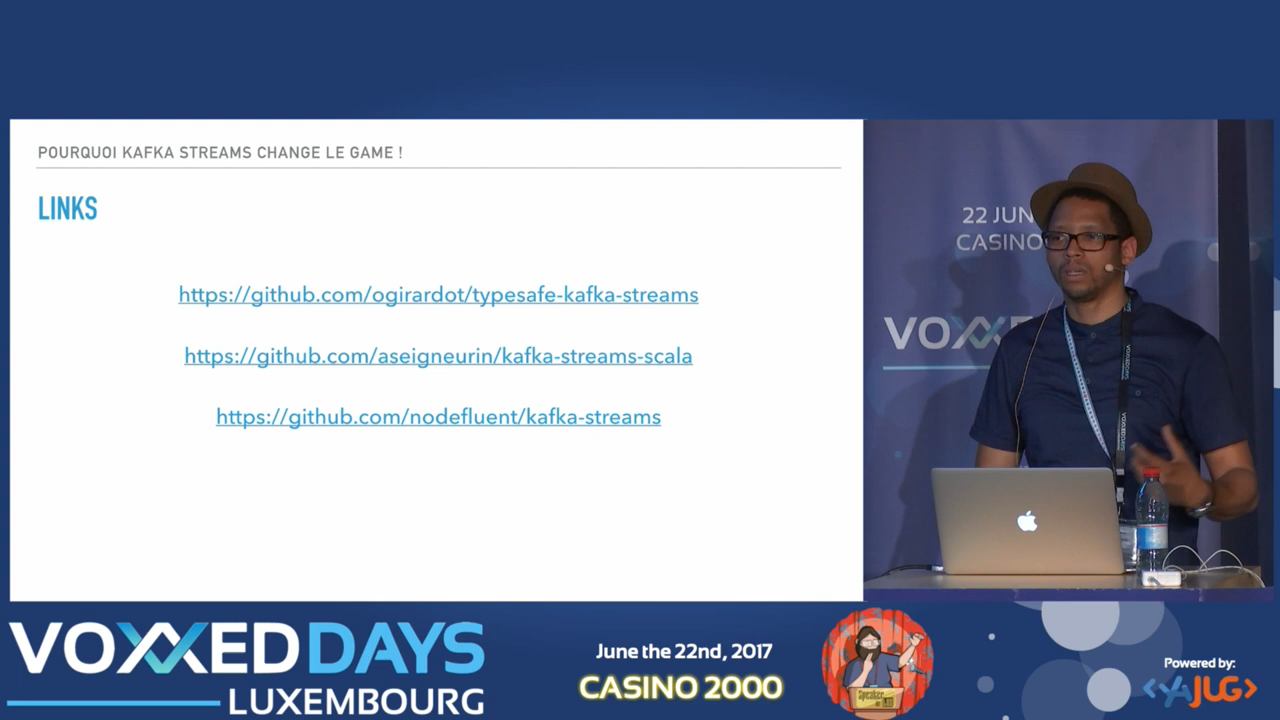 POURQUOI KAFKA STREAMS CHANGE LE GAME !
LINKS
https://github.com/ogirardot/typesafe-kafka-streams
https://github.com/aseigneurin/kafka-streams-scala
https://github.com/nodefluent/kafka-streams
22 JUN
CASINO
VOXXE
VOXXED DAYS
LUXEMBOURG
June the 22nd, 2017
CASINO 2000
Speaker
Powered by:
<YAJUG>